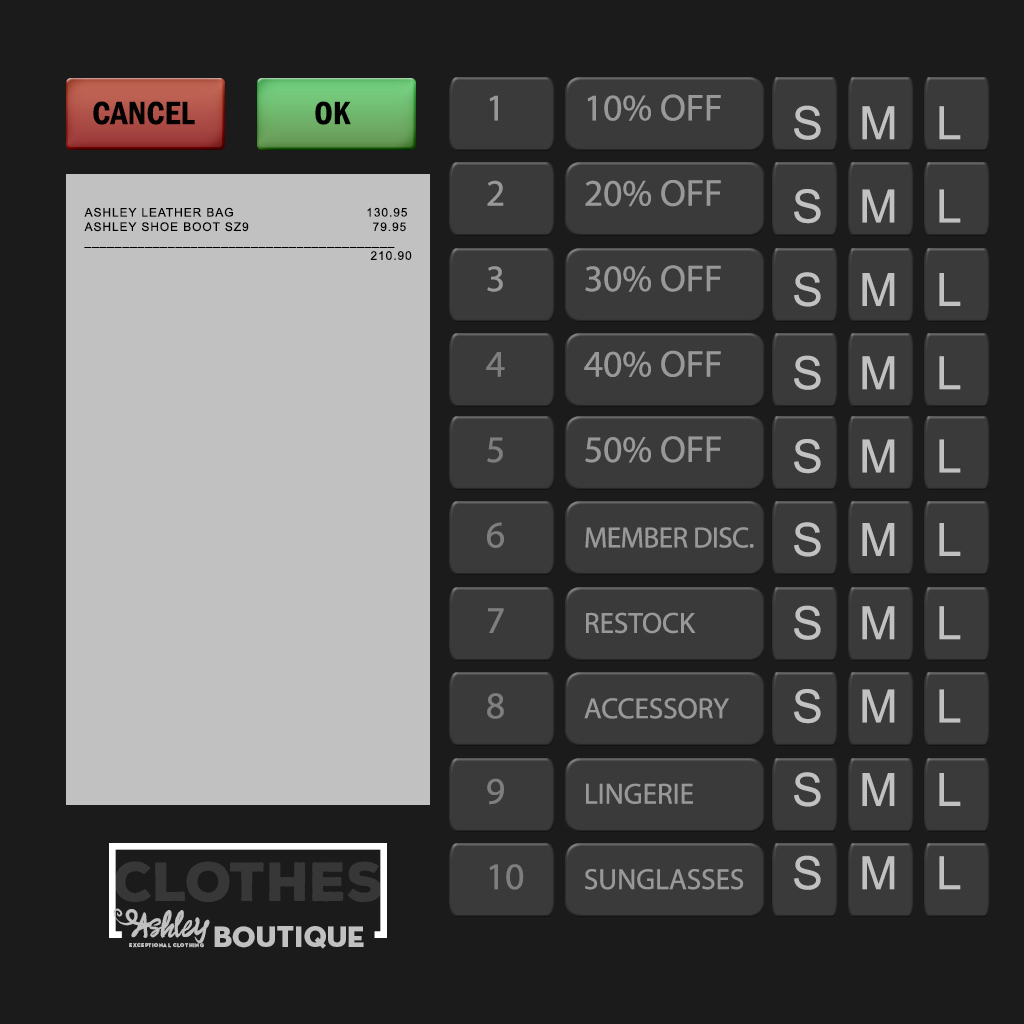 CANCEL OK
ASHLEY LEATHER BAG 130.95
ASHLEY SHOE BOOT SZ9 79.95
210.90
1 10% OFF S M L
2 20% OFF S M L
3 30% OFF S M L
4 40% OFF S M L
5 50% OFF S M L
6 MEMBER DISC. S M L
7 RESTOCK S M L
8 ACCESSORY S M L
9 LINGERIE S M L
10 SUNGLASSES S M L
CLOTHES
Ashley BOUTIQUE
EXCEPTIONAL CLOTHING